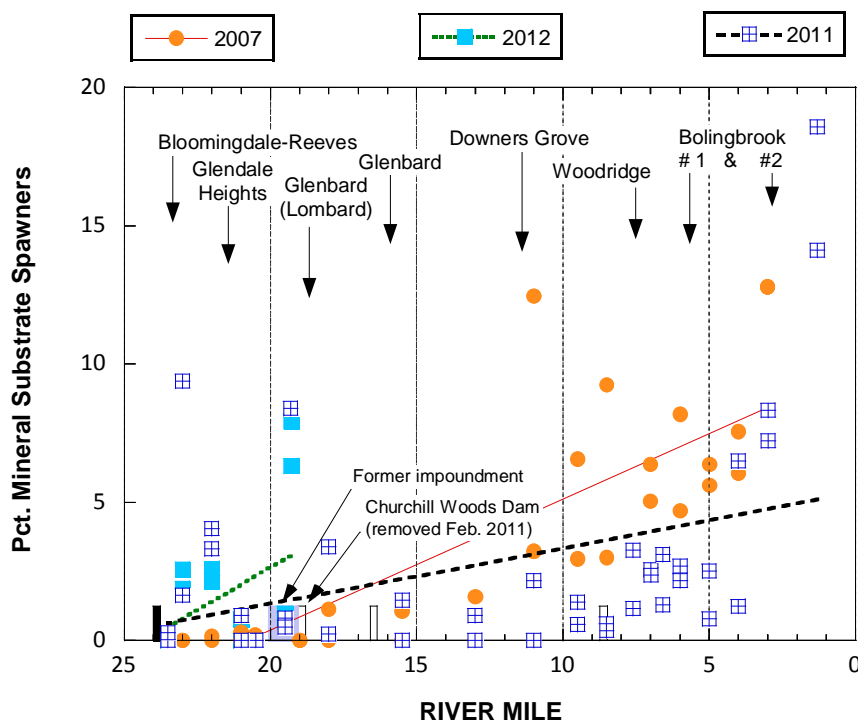 2007
2012
2011
20
15
10
5
0
Pct. Mineral Substrate Spawners
Bloomingdale-Reeves
Glendale
Heights
Glenbard
(Lombard)
Glenbard
Downers Grove
Woodridge
Bolingbrook
# 1 & #2
Former impoundment
Churchill Woods Dam
(removed Feb. 2011)
25 20 15 10 5 0
RIVER MILE